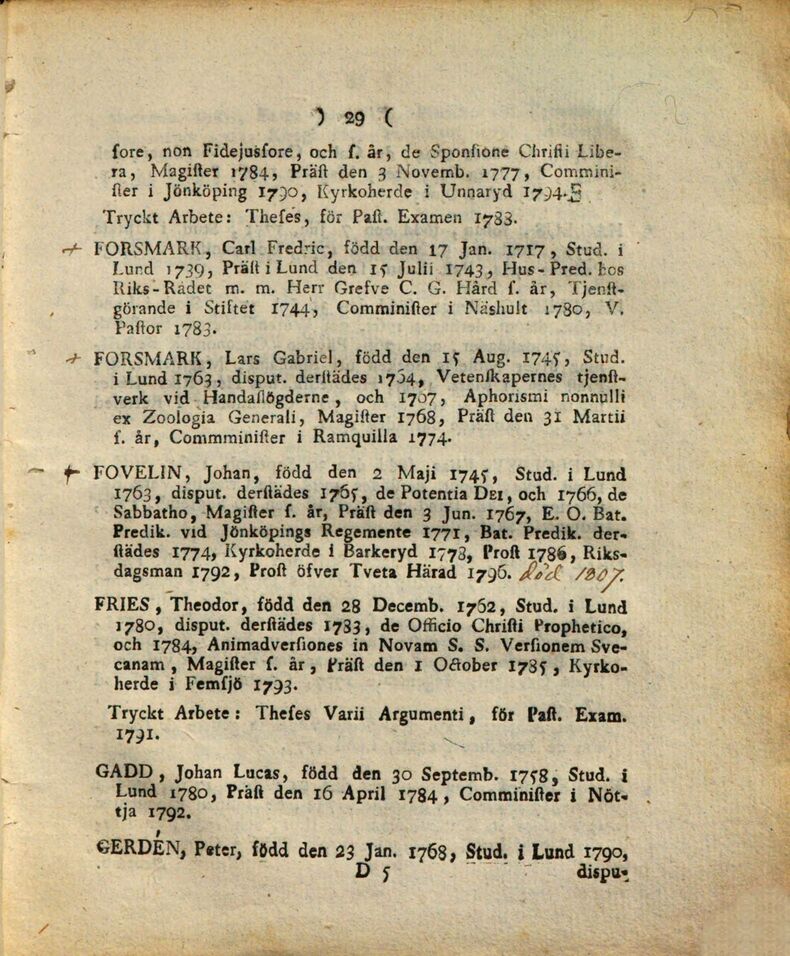 ) 29 (
ſore, non Fidejusſore, och ſ. år, de Sponſione Chriſti Libe-
ra, Magiſter 1784, Präſt den 3 Novemb. 1777, Commini-
ſter i Jönköping 1790, Kyrkoherde i Unnaryd 1794.
Tryckt Arbete: Theſes, för Paſt. Examen 1788.
FORSMARK, Carl Fredric, född den 17 Jan. 1717, Stud. i
Lund 1739, Präſt i Lund den 15 Julii 1743, Hus-Pred. hos
Riks-Rådet m. m. Herr Grefve C. G. Hård ſ. år, Tjenſt-
görande i Stiftet 1744, Comminiſter i Näshult 1780, V.
Paſtor 1783.
FORSMARK, Lars Gabriel, född den 15 Aug. 1745, Stud.
i Lund 1763, disput. derſtädes 1764, Vetenſkapernes tjenſt-
verk vid Handaſlögderne, och 1767, Aphorismi nonnulli
ex Zoologia Generali, Magiſter 1768, Präſt den 31 Martii
ſ. år, Commminiſter i Ramquilla 1774.
FOVELIN, Johan, född den 2 Maji 1745, Stud. i Lund
1763, disput. derſtädes 1765, de Potentia DEI, och 1766, de
Sabbatho, Magiſter ſ. år, Präſt den 3 Jun. 1767, E. O. Bat.
Predik. vid Jönköpings Regemente 1771, Bat. Predik. der-
ſtädes 1774, Kyrkoherde i Barkeryd 1778, Proſt 1786, Riks-
dagsman 1792, Proſt öfver Tveta Härad 1796. död 1807.
FRIES, Theodor, född den 28 Decemb. 1762, Stud. i Lund
1780, disput. derſtädes 1783, de Officio Chriſti Prophetico,
och 1784, Animadverſiones in Novam S. S. Verſionem Sve-
canam, Magiſter ſ. år, Präſt den 1 October 1785, Kyrko-
herde i Femſjö 1793.
Tryckt Arbete: Theſes Varii Argumenti, för Paſt. Exam.
1791.
GADD, Johan Lucas, född den 30 Septemb. 1758, Stud. i
Lund 1780, Präſt den 16 April 1784, Comminiſter i Nöt-
tja 1792.
GERDÉN, Peter, född den 23 Jan. 1768, Stud. i Lund 1790,
D 5 dispu-